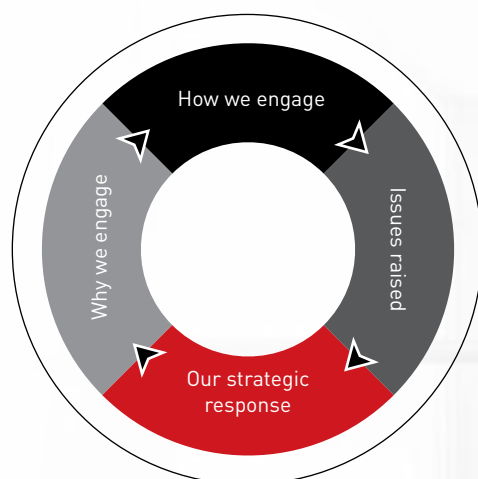 How we engage
Issues raised
Our strategic
response
Why we engage